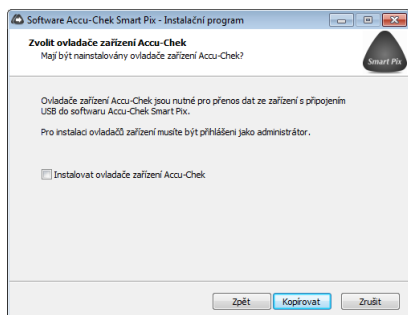 Software Accu-Chek Smart Pix - Instalační program
Zvolit ovladače zařízení Accu-Chek
Mají být nainstalovány ovladače zařízení Accu-Chek?
Smart Pix
Ovladače zařízení Accu-Chek jsou nutné pro přenos dat ze zařízení s připojením
USB do softwaru Accu-Chek Smart Pix.
Pro instalaci ovladačů zařízení musíte být přihlášeni jako administrátor.
Instalovat ovladače zařízení Accu-Chek
Zpět Kopírovat Zrušit